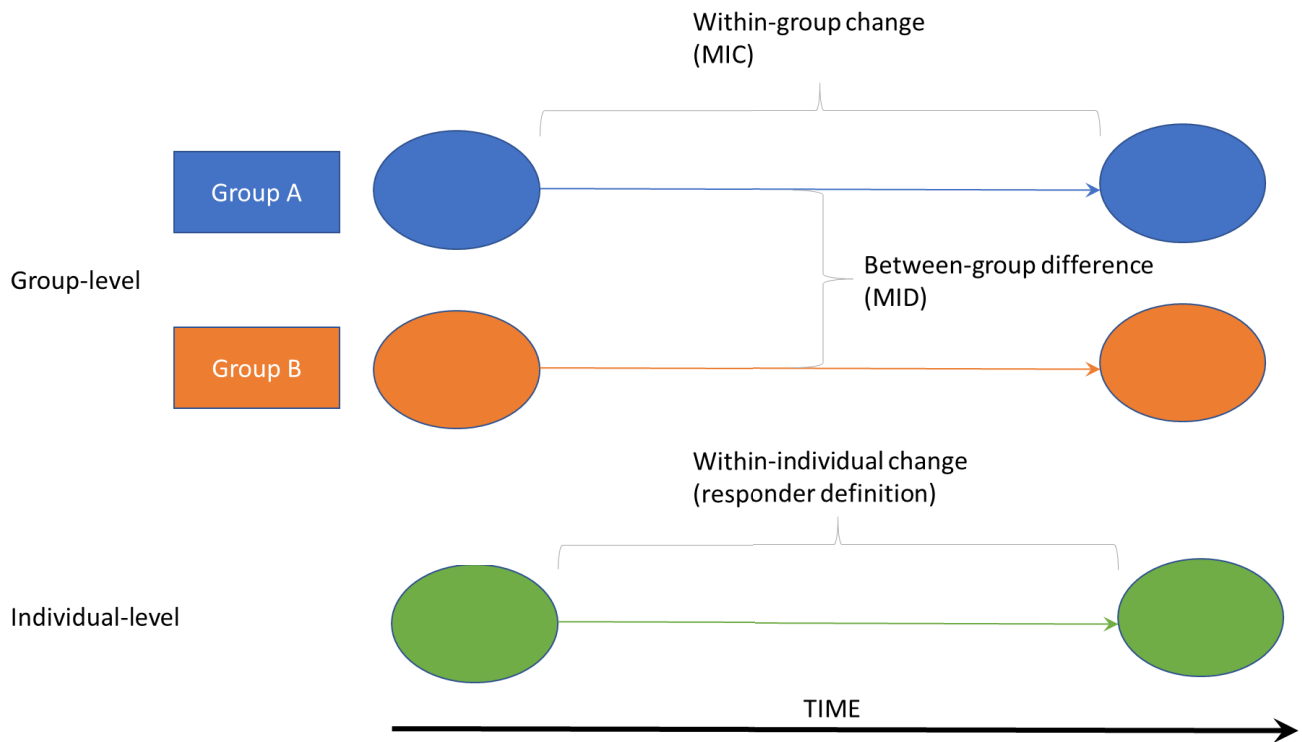 Within-group change
(MIC)
Group A
Group-level
Between-group difference
(MID)
Group B
Within-individual change
(responder definition)
Individual-level
TIME